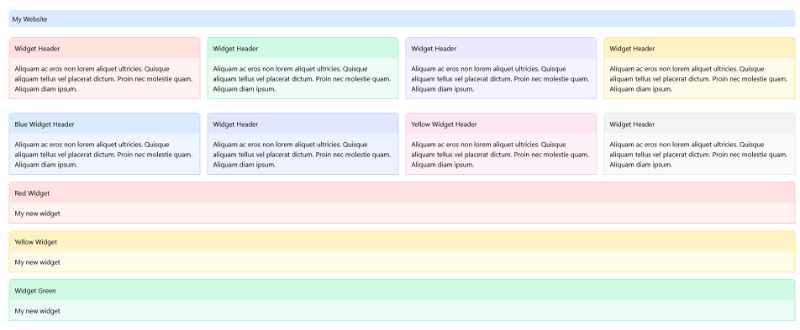 My Website
Widget Header
Aliquam ac eros non lorem aliquet ultricies. Quisque
aliquam tellus vel placerat dictum. Proin nec molestie quam.
Aliquam diam ipsum.
Widget Header
Aliquam ac eros non lorem aliquet ultricies. Quisque
aliquam tellus vel placerat dictum. Proin nec molestie quam.
Aliquam diam ipsum.
Widget Header
Aliquam ac eros non lorem aliquet ultricies. Quisque
aliquam tellus vel placerat dictum. Proin nec molestie quam.
Aliquam diam ipsum.
Widget Header
Aliquam ac eros non lorem aliquet ultricies. Quisque
aliquam tellus vel placerat dictum. Proin nec molestie quam.
Aliquam diam ipsum.
Blue Widget Header
Aliquam ac eros non lorem aliquet ultricies. Quisque
aliquam tellus vel placerat dictum. Proin nec molestie quam.
Aliquam diam ipsum.
Widget Header
Aliquam ac eros non lorem aliquet ultricies. Quisque
aliquam tellus vel placerat dictum. Proin nec molestie quam.
Aliquam diam ipsum.
Yellow Widget Header
Aliquam ac eros non lorem aliquet ultricies. Quisque
aliquam tellus vel placerat dictum. Proin nec molestie quam.
Aliquam diam ipsum.
Widget Header
Aliquam ac eros non lorem aliquet ultricies. Quisque
aliquam tellus vel placerat dictum. Proin nec molestie quam.
Aliquam diam ipsum.
Red Widget
My new widget
Yellow Widget
My new widget
Widget Green
My new widget